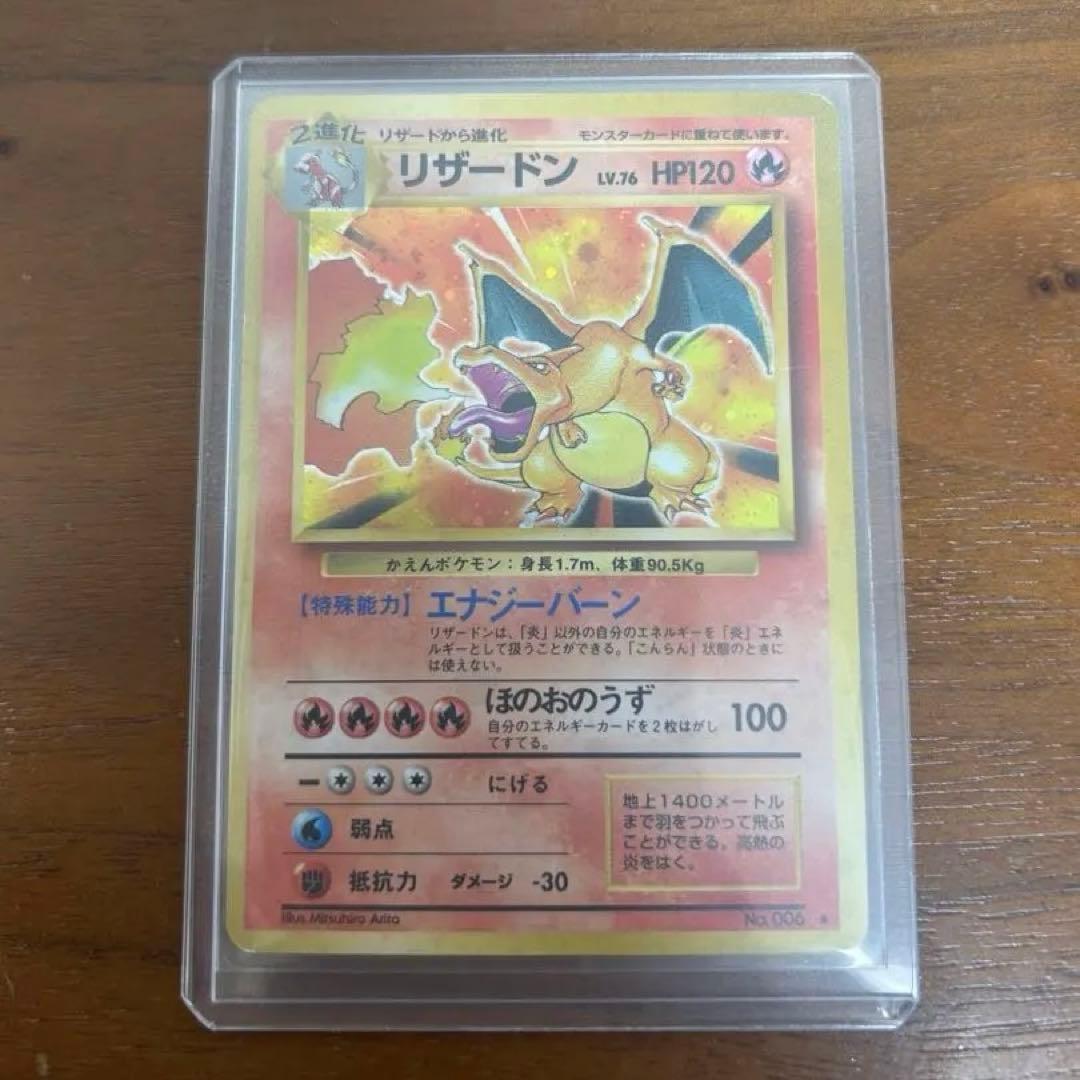 2進化 リザードから進化 モンスターカードに重ねて使います。
リザードン LV.76 HP120
かえんポケモン：身長1.7m、体重90.5Kg
【特殊能力】エナジーバーン
リザードンは、「炎」以外の自分のエネルギーを「炎」エネ
ルギーとして扱うことができる。「こんらん」状態のときに
は使えない。
ほのおのうず 100
自分のエネルギーカードを2枚はがし
てすてる。
にげる
弱点
抵抗力 ダメージ -30
地上1400メートル
まで羽をつかって飛ぶ
ことができる。高熱の
炎をはく。
Illus. Mitsuhiro Arita No. 006